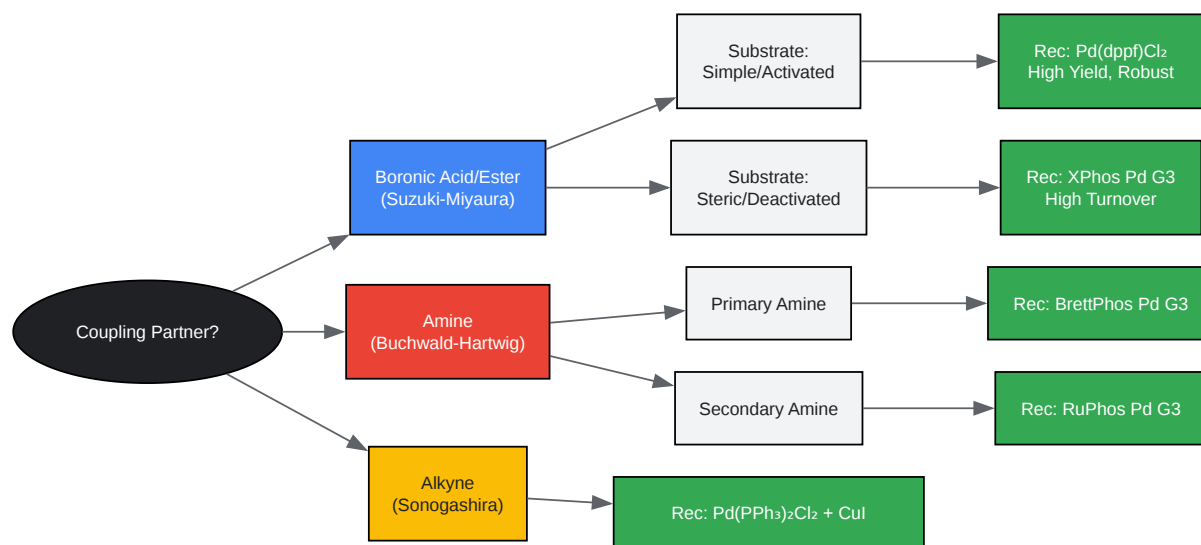 Coupling Partner?
Boronic Acid/Ester
(Suzuki-Miyaura)
Substrate:
Simple/Activated
Rec: Pd(dppf)Cl₂
High Yield, Robust
Substrate:
Steric/Deactivated
Rec: XPhos Pd G3
High Turnover
Amine
(Buchwald-Hartwig)
Primary Amine
Rec: BrettPhos Pd G3
Secondary Amine
Rec: RuPhos Pd G3
Alkyne
(Sonogashira)
Rec: Pd(PPh₃)₂Cl₂ + CuI